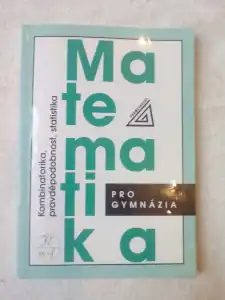 Ma
te
ma
ti
ka
PRO
GYMNÁZIA
Kombinatorika,
pravděpodobnost, statistika